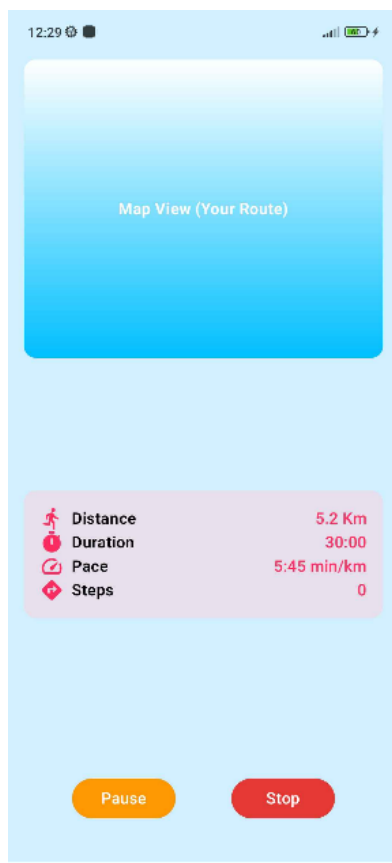 12:29
Map View (Your Route)
Distance 5.2 Km
Duration 30:00
Pace 5:45 min/km
Steps 0
Pause Stop